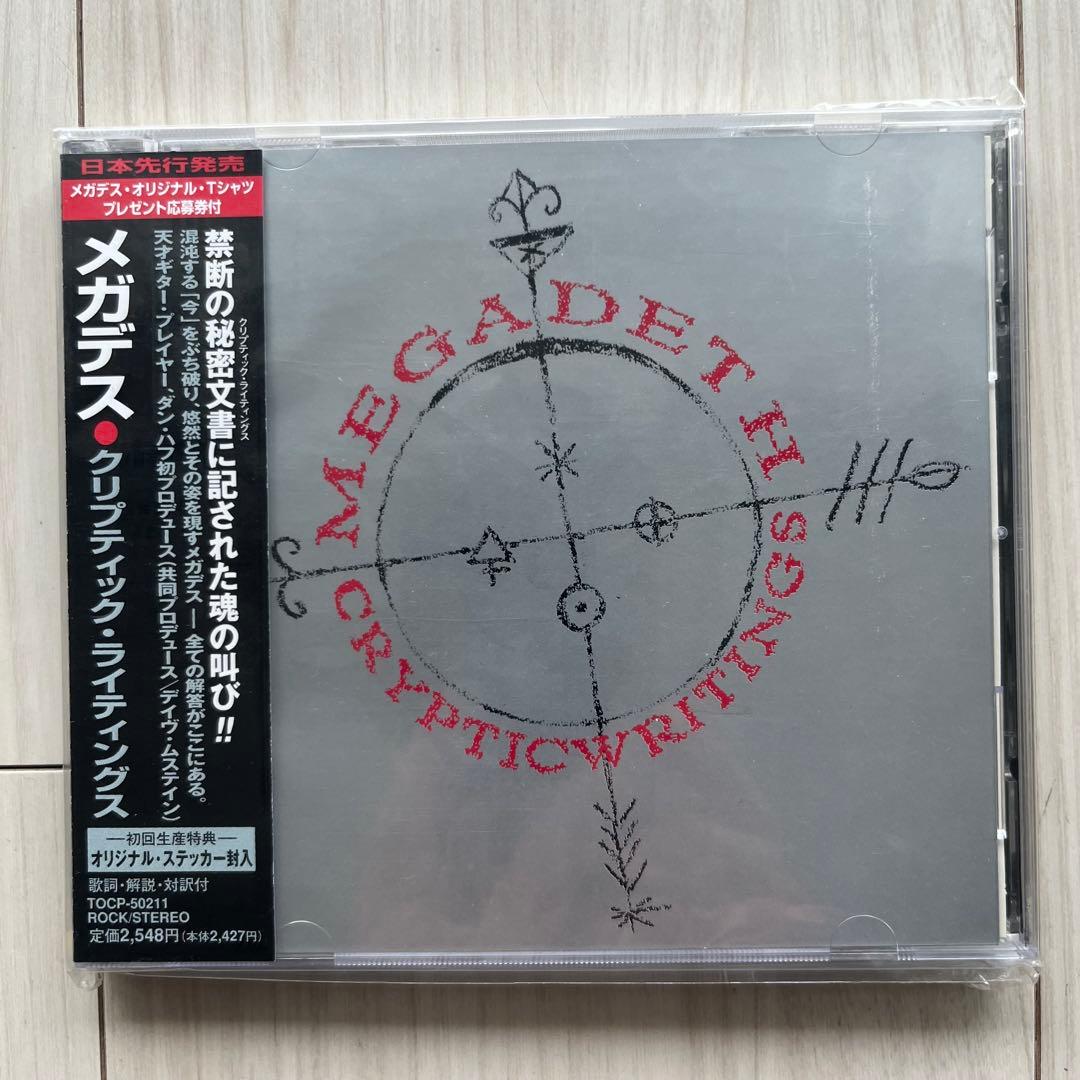 日本先行発売
メガデス・オリジナル・Tシャツ
プレゼント応募券付
禁断の秘密文書に記された魂の叫び!!
クリプティック・ライティングス
混沌する「今」をぶち破り、悠然とその姿を現すメガデス——全ての解答がここにある。
天才ギター・プレイヤー、ダン・ハフ初プロデュース(共同プロデュース/デイヴ・ムステイン)
メガデス●クリプティック・ライティングス
—初回生産特典—
オリジナル・ステッカー封入
歌詞・解説・対訳付
TOCP-50211
ROCK/STEREO
定価2,548円(本体2,427円)
MEGADETH
CRYPTICWRITINGS